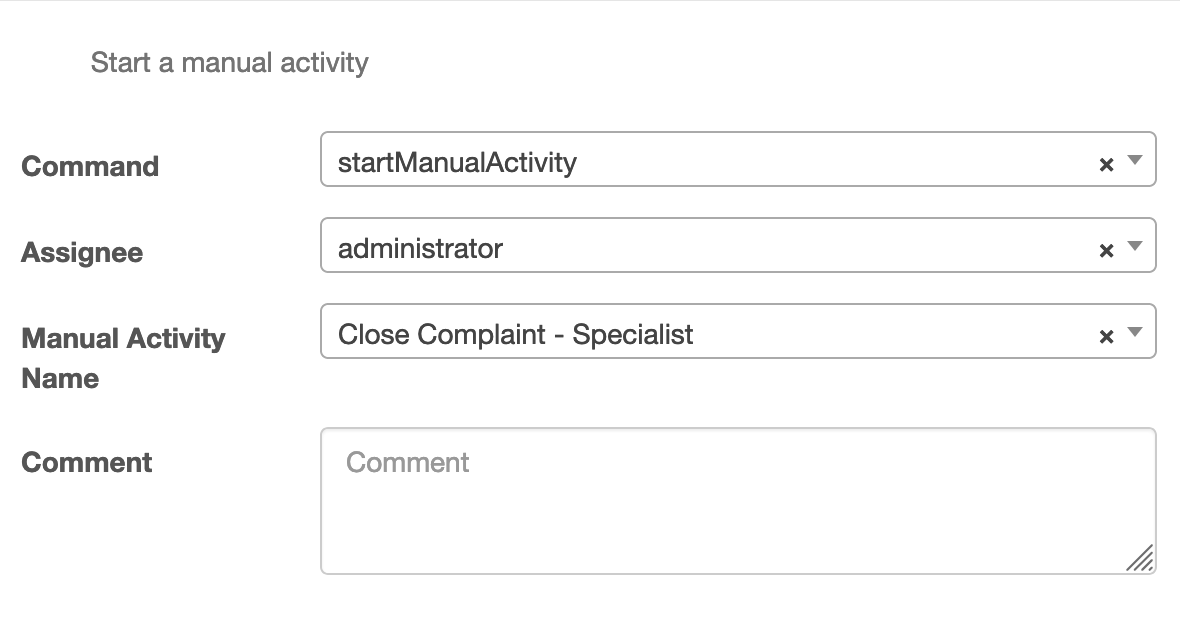 Start a manual activity
Command
startManualActivity
Assignee
administrator
Manual Activity
Name
Close Complaint - Specialist
Comment
Comment